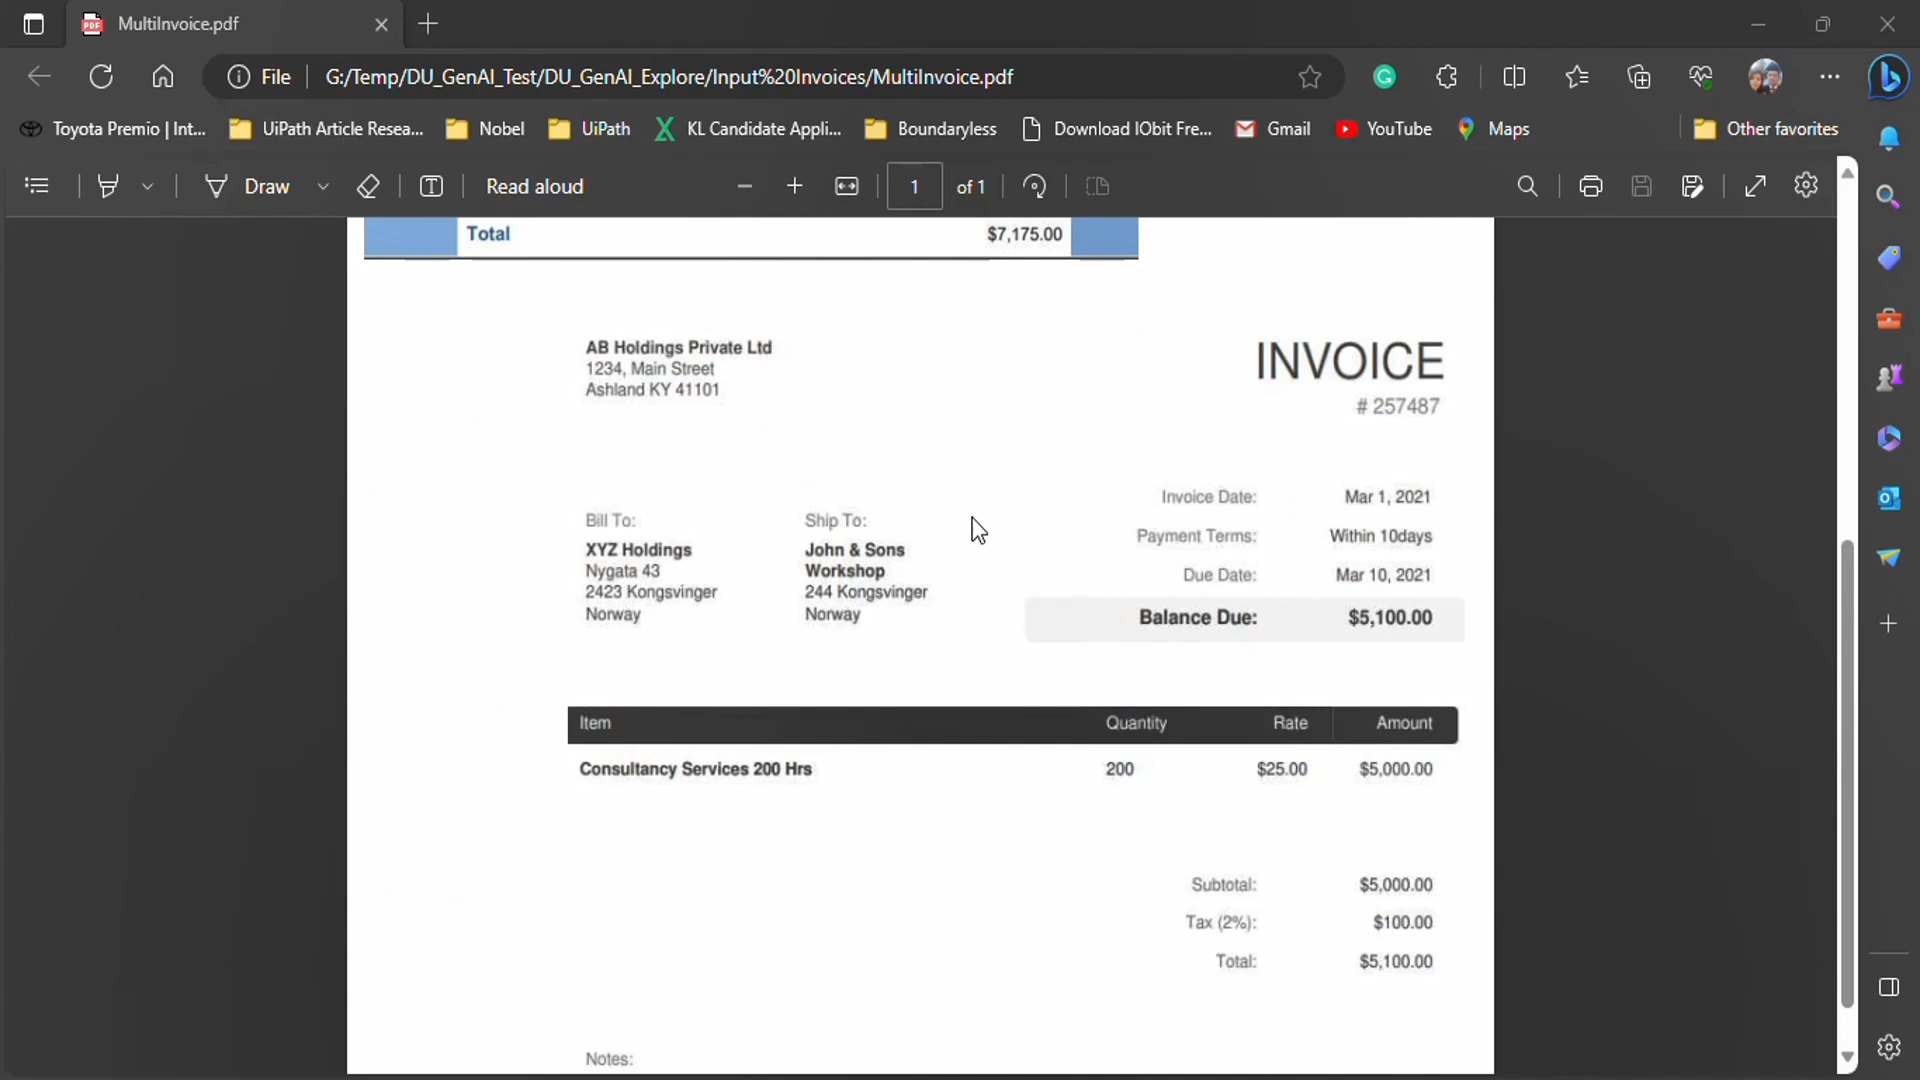 MultiInvoice.pdf
File G:/Temp/DU_GenAI_Test/DU_GenAI_Explore/Input%20Invoices/MultiInvoice.pdf
Toyota Premio | Int... UiPath Article Resea... Nobel UiPath KL Candidate Appli... Boundaryless Download IObit Fre... Gmail YouTube Maps Other favorites
Draw Read aloud 1 of 1
Total $7,175.00
AB Holdings Private Ltd
1234, Main Street
Ashland KY 41101
INVOICE
# 257487
Invoice Date: Mar 1, 2021
Payment Terms: Within 10days
Due Date: Mar 10, 2021
Balance Due: $5,100.00
Bill To:
XYZ Holdings
Nygata 43
2423 Kongsvinger
Norway
Ship To:
John & Sons
Workshop
244 Kongsvinger
Norway
Item Quantity Rate Amount
Consultancy Services 200 Hrs 200 $25.00 $5,000.00
Subtotal: $5,000.00
Tax (2%): $100.00
Total: $5,100.00
Notes: